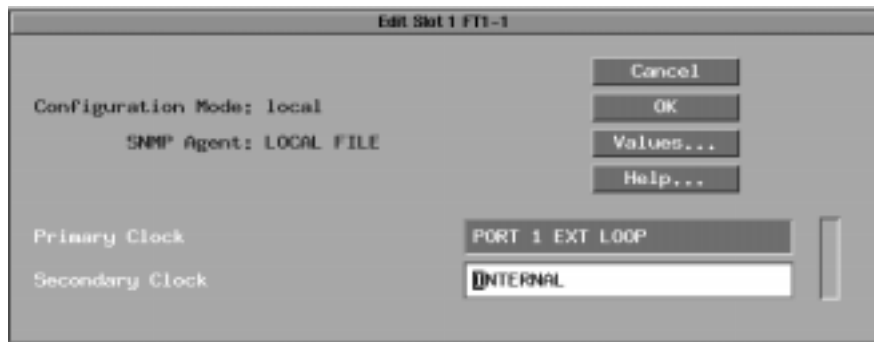 Edit Slot 1 FT1-1
Cancel
Configuration Mode: local
OK
SNMP Agent: LOCAL FILE
Values...
Help...
Primary Clock
PORT 1 EXT LOOP
Secondary Clock
INTERNAL